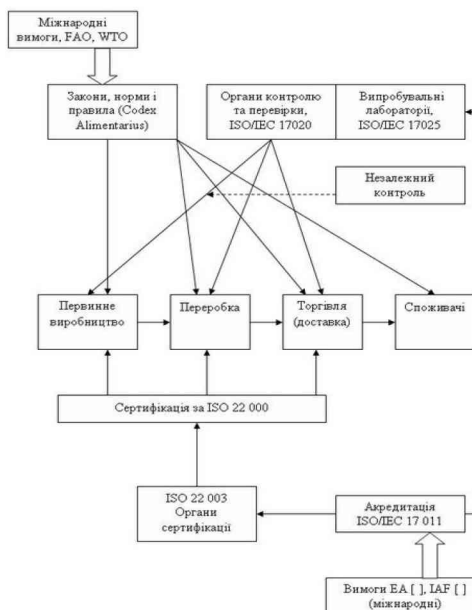 Міжнародні
вимоги, FAO, WTO
Закони, норми і
правила (Codex
Alimentarius)
Органи контролю
та перевірки,
ISO/IEC 17020
Випробувальні
лабораторії,
ISO/IEC 17025
Незалежний
контроль
Первинне
виробництво
Переробка
Торгівля
(доставка)
Споживачі
Сертифікація за ISO 22 000
ISO 22 003
Органи
сертифікації
Акредитація
ISO/IEC 17 011
Вимоги EA [ ], IAF [ ]
(міжнародні)